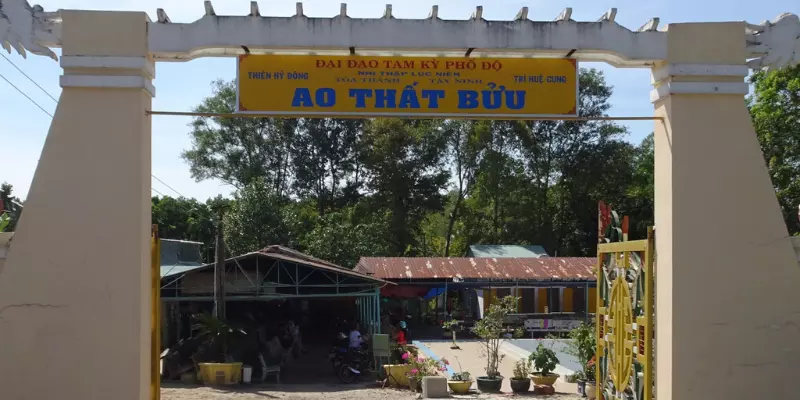 ĐẠI ĐẠO TAM KỲ PHỔ ĐỘ
NHỊ THẬP LỤC NIÊN
THIÊN HỶ ĐỘNG TÒA THÁNH TÂY NINH TRÍ HUỆ CUNG
AO THẤT BỬU